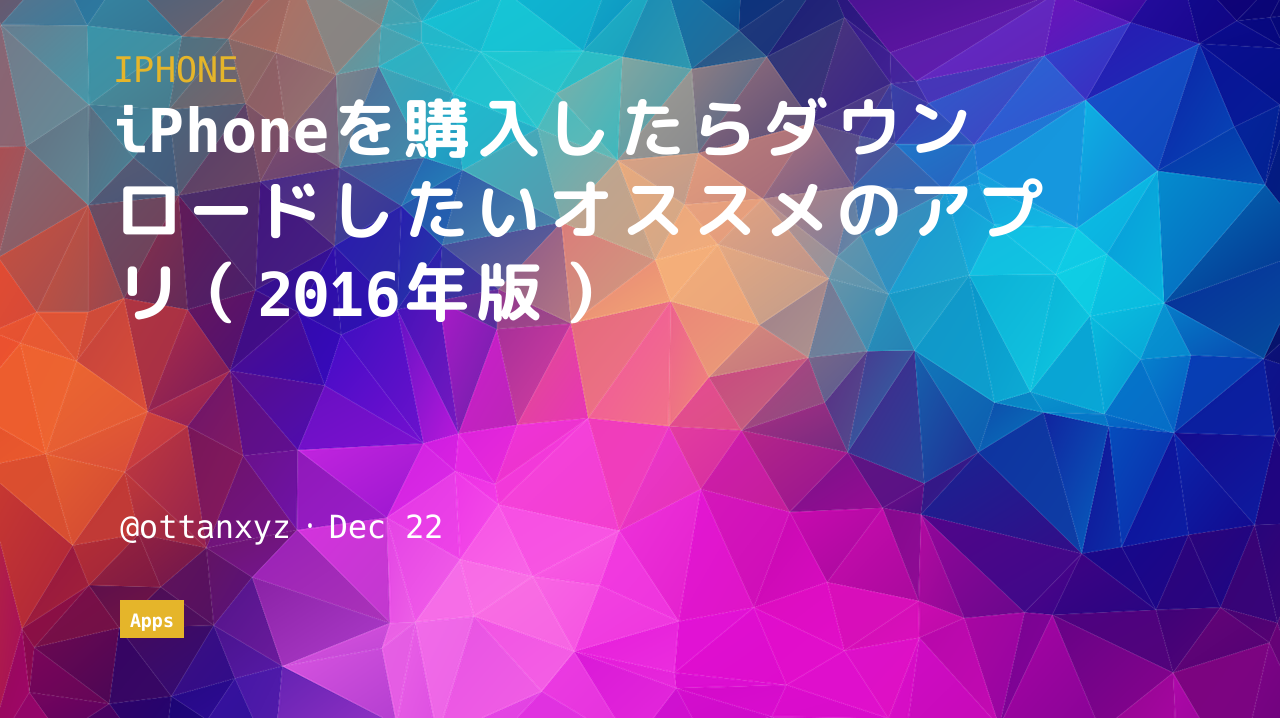 IPHONE
iPhoneを購入したらダウン
ロードしたいオススメのアプ
リ（2016年版）
@ottanxyz・Dec 22
Apps